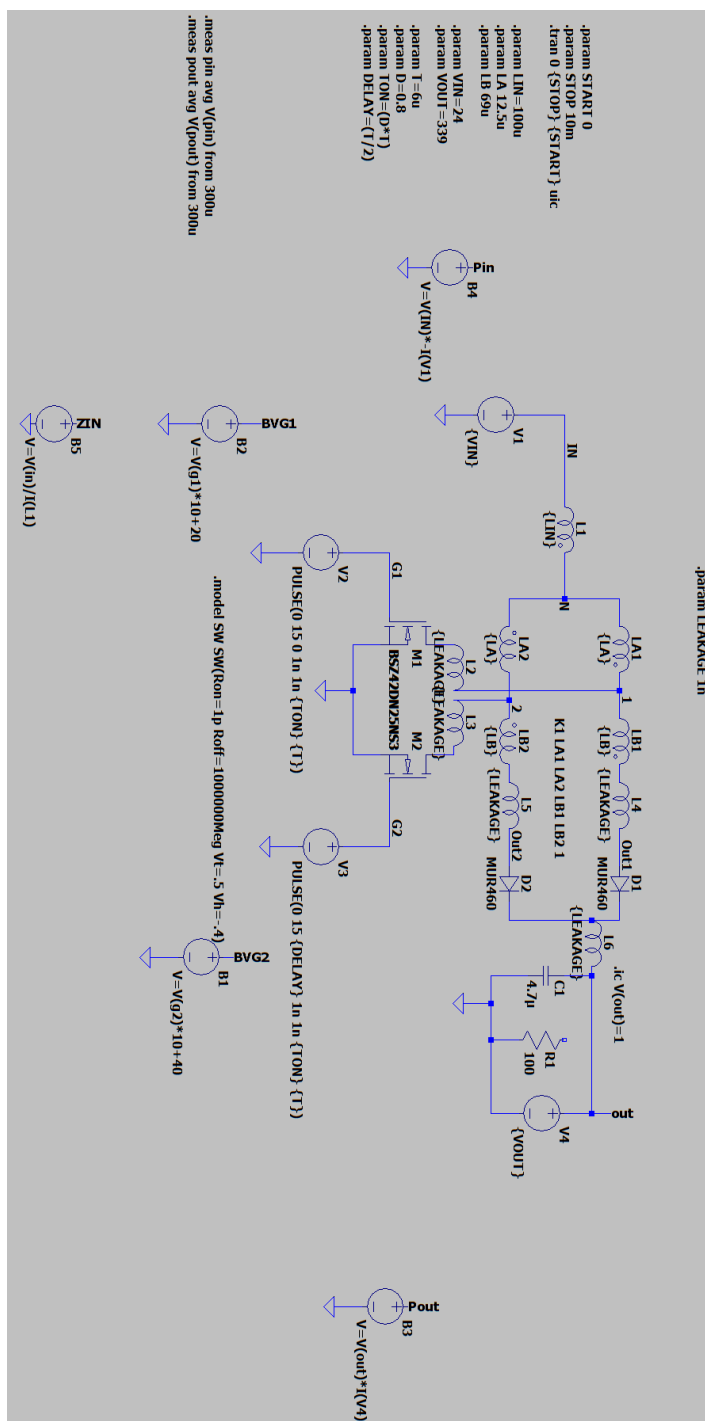 .param START 0
.param STOP 10m
.tran 0 {STOP} {START} uic
.param LIN=100u
.param LA 12.5u
.param LB 69u
.param VIN=24
.param VOUT=339
.param T=6u
.param D=0.8
.param TON=(D*T)
.param DELAY=(T/2)
.meas pin avg V(pin) from 300u
.meas pout avg V(pout) from 300u
.param LEAKAGE 1n
Pin
B4
V=V(IN)*-I(V1)
V1
{VIN}
IN
L1
{LIN}
N
LA1
{LA}
LA2
{LA}
1
2
LB1
{LB}
LB2
{LB}
K1 LA1 LA2 LB1 LB2 1
L4
{LEAKAGE}
L5
{LEAKAGE}
Out1
Out2
D1
MUR460
D2
MUR460
L6
{LEAKAGE}
.ic V(out)=1
C1
4.7µ
R1
100
V4
{VOUT}
out
L2
{LEAKAGE}
L3
{LEAKAGE}
M1
BSZ42DN25NS3
M2
G1
G2
V2
PULSE(0 15 0 1n 1n {TON} {T})
V3
PULSE(0 15 {DELAY} 1n 1n {TON} {T})
.model SW SW(Ron=1p Roff=1000000Meg Vt=.5 Vh=-.4)
BVG1
B2
V=V(g1)*10+20
BVG2
B1
V=V(g2)*10+40
ZIN
B5
V=V(in)/I(L1)
Pout
B3
V=V(out)*I(V4)